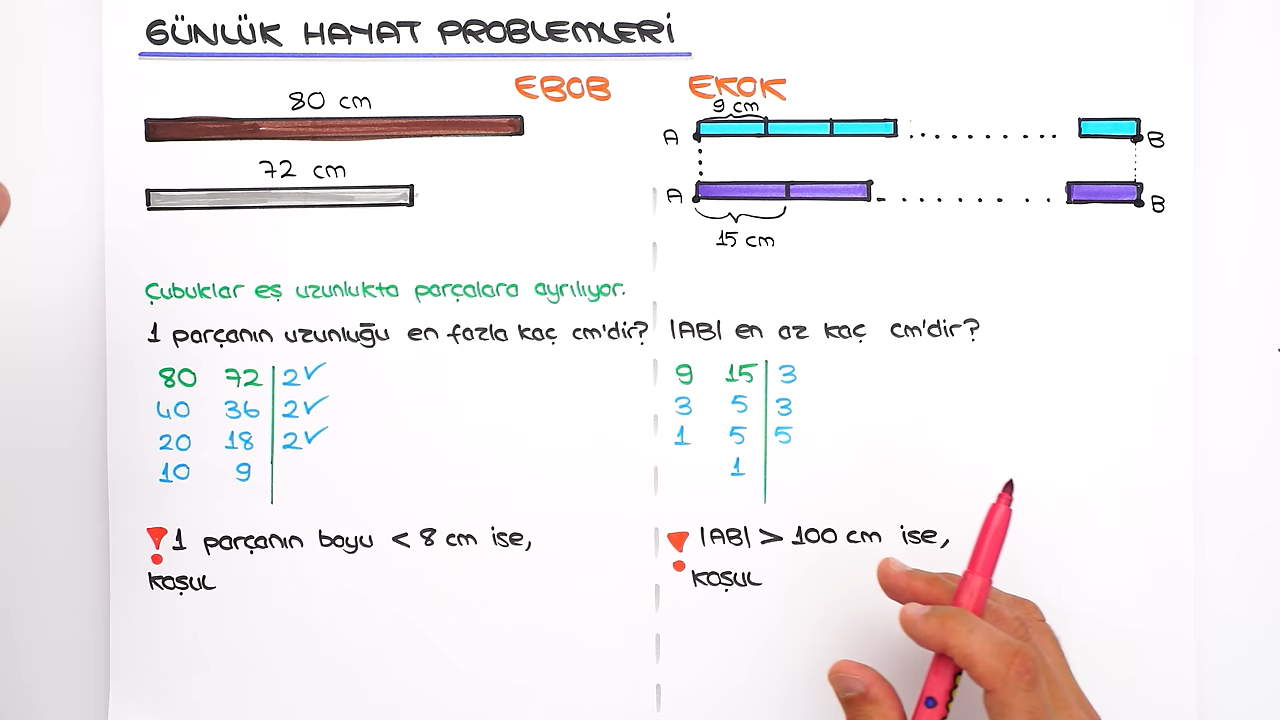 GÜNLÜK HAYAT PROBLEMLERİ
EBOB
80 cm
72 cm
Çubuklar eş uzunlukta parçalara ayrılıyor.
1 parçanın uzunluğu en fazla kaç cm'dir?
80 72 | 2 ✓
40 36 | 2 ✓
20 18 | 2 ✓
10 9
! 1 parçanın boyu < 8 cm ise,
KOŞUL
EKOK
9 cm
A B
A B
15 cm
|AB| en az kaç cm'dir?
9 15 | 3
3 5 | 3
1 5 | 5
1
! |AB| > 100 cm ise,
KOŞUL